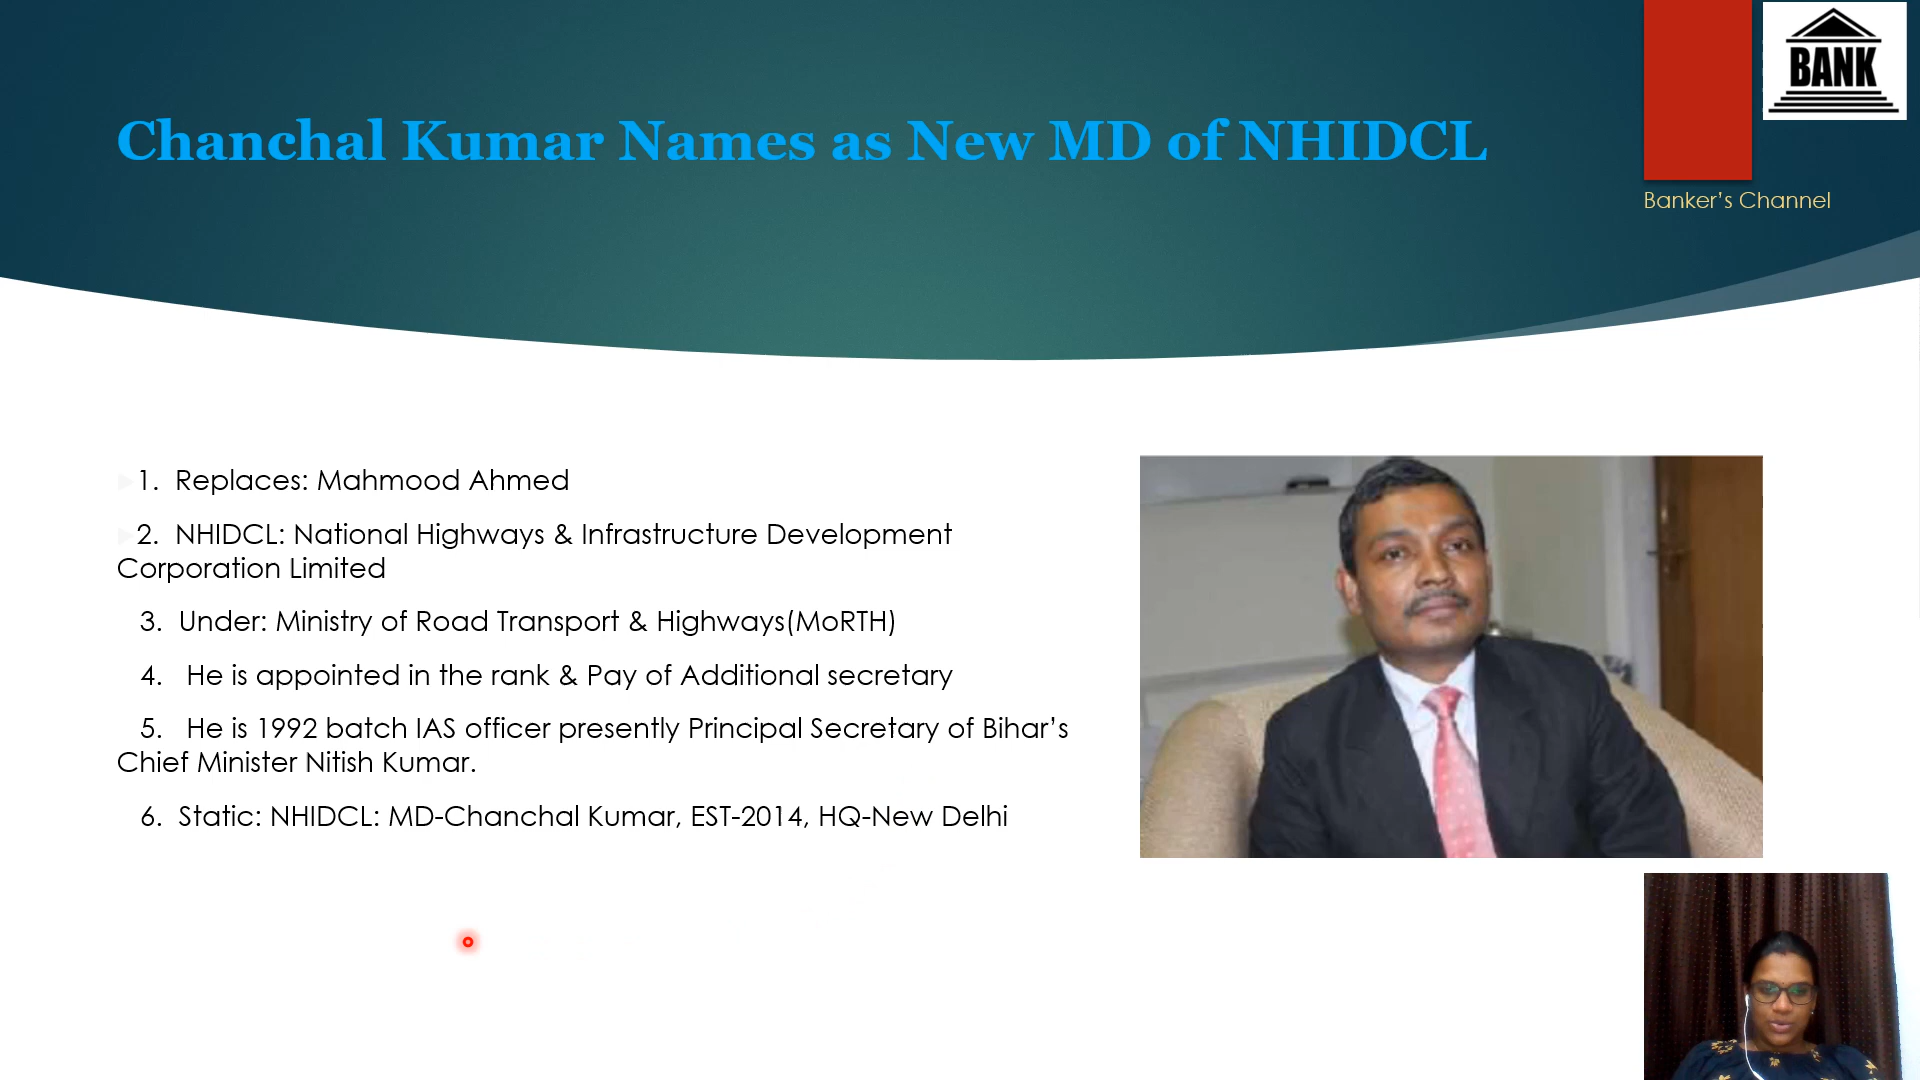 BANK
Chanchal Kumar Names as New MD of NHIDCL
Banker’s Channel
1. Replaces: Mahmood Ahmed
2. NHIDCL: National Highways & Infrastructure Development
Corporation Limited
3. Under: Ministry of Road Transport & Highways(MoRTH)
4. He is appointed in the rank & Pay of Additional secretary
5. He is 1992 batch IAS officer presently Principal Secretary of Bihar’s
Chief Minister Nitish Kumar.
6. Static: NHIDCL: MD-Chanchal Kumar, EST-2014, HQ-New Delhi